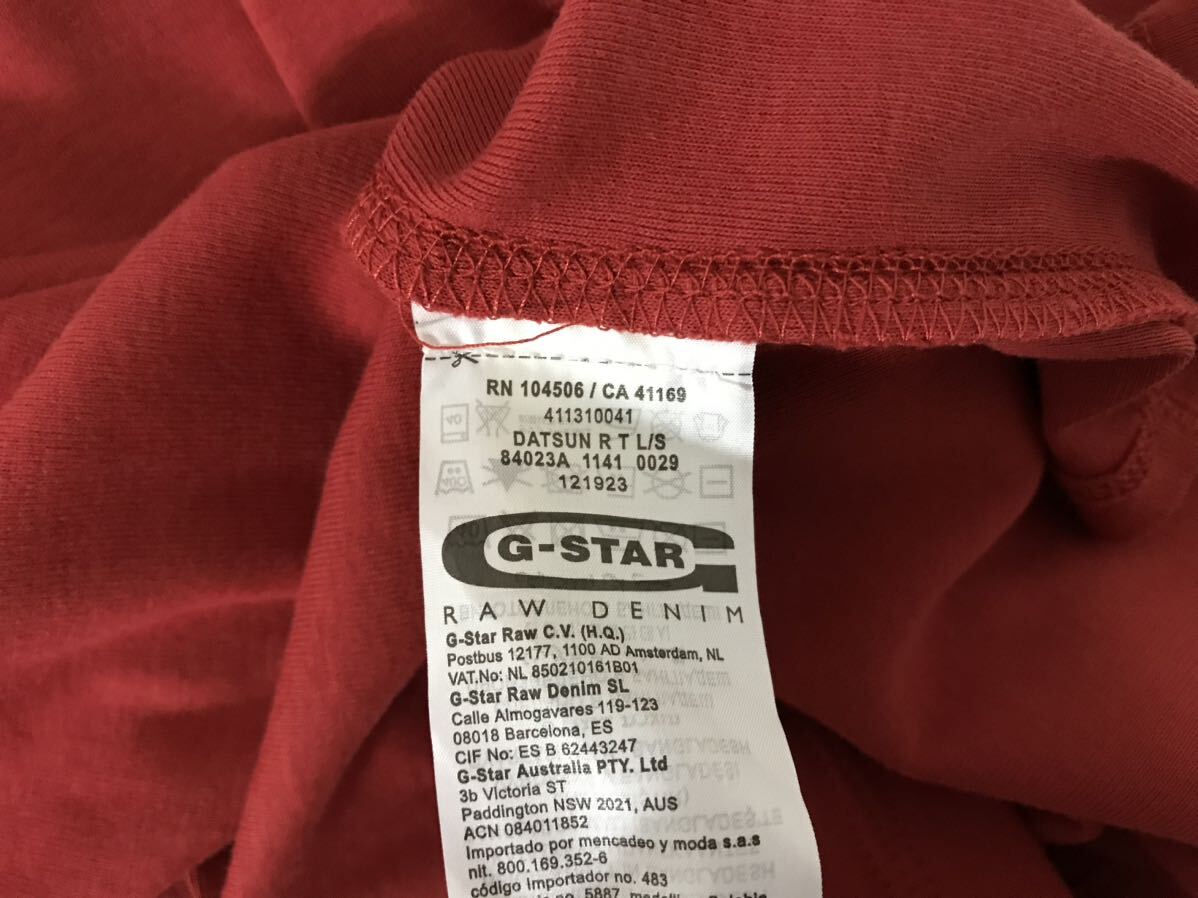 RN 104506 / CA 41169
411310041
DATSUN R T L/S
84023A 1141 0029
121923
G-STAR
RAW DENIM
G-Star Raw C.V. (H.Q.)
Postbus 12177, 1100 AD Amsterdam, NL
VAT.No: NL 850210161B01
G-Star Raw Denim SL
Calle Almogavares 119-123
08018 Barcelona, ES
CIF No: ES B 62443247
G-Star Australia PTY. Ltd
3b Victoria ST
Paddington NSW 2021, AUS
ACN 084011852
Importado por mercadeo y moda s.a.s
nit. 800.169.352-6
código importador no. 483
no. 5887